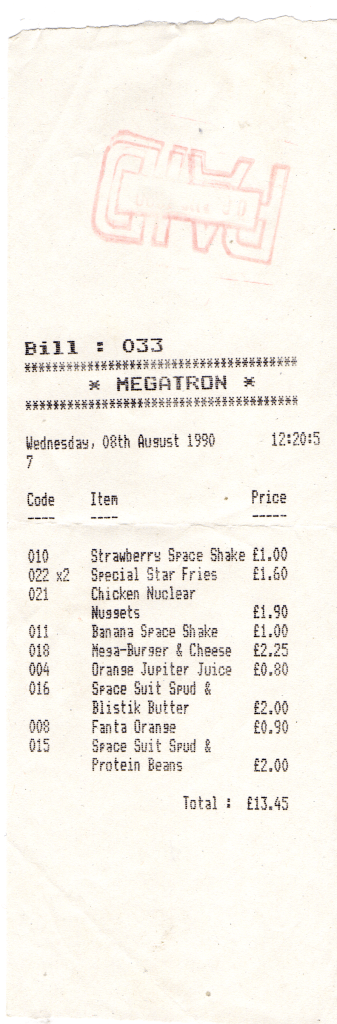 PAID
Bill : 033
*****************************************
* MEGATRON *
*****************************************
Wednesday, 08th August 1990 12:20:5
7
Code Item Price
---- ---- -----
010 Strawberry Space Shake £1.00
022 x2 Special Star Fries £1.60
021 Chicken Nuclear
Nuggets £1.90
011 Banana Space Shake £1.00
018 Mega-Burger & Cheese £2.25
004 Orange Jupiter Juice £0.80
016 Space Suit Spud &
Blistik Butter £2.00
008 Fanta Orange £0.90
015 Space Suit Spud &
Protein Beans £2.00
Total : £13.45